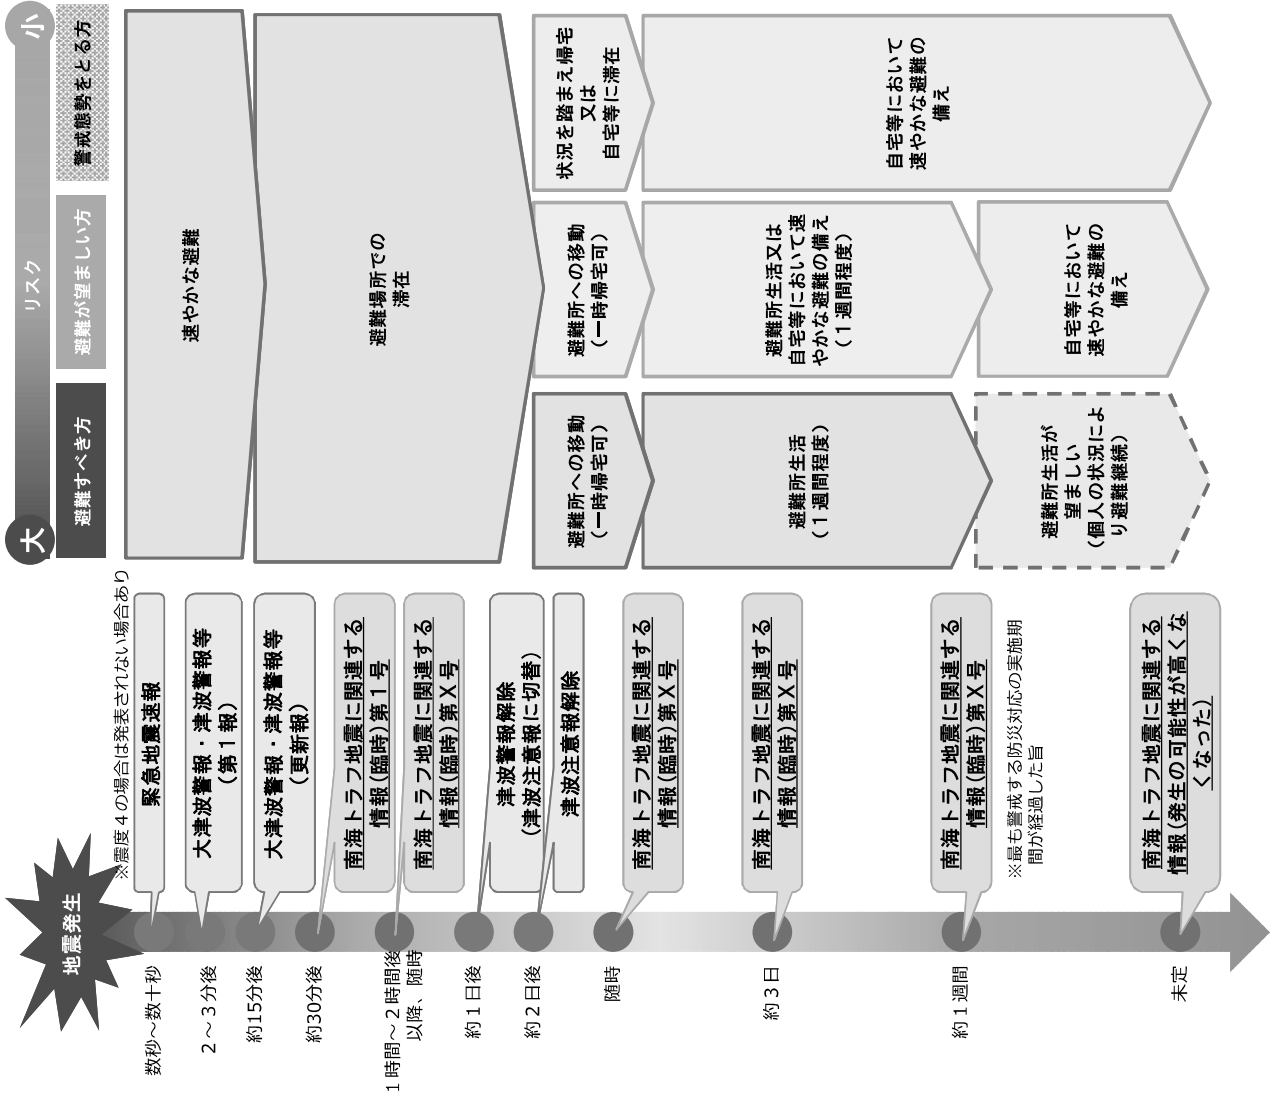 地震発生
数秒～数十秒
２～３分後
約15分後
約30分後
１時間～２時間後
以降、随時
約１日後
約２日後
随時
約３日
約１週間
未定
※震度４の場合は発表されない場合あり
緊急地震速報
大津波警報・津波警報等
（第１報）
大津波警報・津波警報等
（更新報）
南海トラフ地震に関連する
情報（臨時）第１号
南海トラフ地震に関連する
情報（臨時）第Ｘ号
津波警報解除
（津波注意報に切替）
津波注意報解除
南海トラフ地震に関連する
情報（臨時）第Ｘ号
南海トラフ地震に関連する
情報（臨時）第Ｘ号
南海トラフ地震に関連する
情報（臨時）第Ｘ号
※最も警戒する防災対応の実施期
間が経過した旨
南海トラフ地震に関連する
情報（発生の可能性が高くな
くなった）
大
リスク
小
避難すべき方
避難が望ましい方
警戒態勢をとる方
速やかな避難
避難場所での
滞在
避難所への移動
（一時帰宅可）
避難所への移動
（一時帰宅可）
状況を踏まえ帰宅
又は
自宅等に滞在
避難所生活
（１週間程度）
避難所生活又は
自宅等において速
やかな避難の備え
（１週間程度）
自宅等において
速やかな避難の
備え
避難所生活が
望ましい
（個人の状況によ
り避難継続）
自宅等において
速やかな避難の
備え